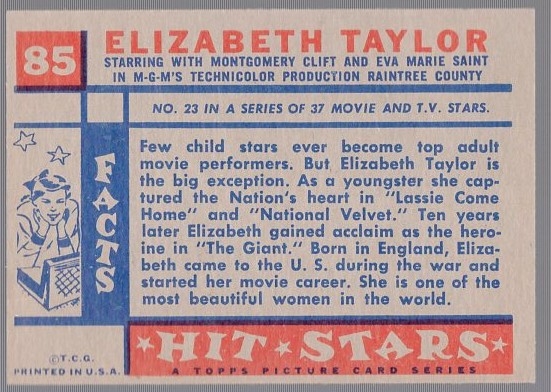 85
ELIZABETH TAYLOR
STARRING WITH MONTGOMERY CLIFT AND EVA MARIE SAINT
IN M-G-M'S TECHNICOLOR PRODUCTION RAINTREE COUNTY
NO. 23 IN A SERIES OF 37 MOVIE AND T.V. STARS.
FACTS
Few child stars ever become top adult
movie performers. But Elizabeth Taylor is
the big exception. As a youngster she cap-
tured the Nation's heart in "Lassie Come
Home" and "National Velvet." Ten years
later Elizabeth gained acclaim as the hero-
ine in "The Giant." Born in England, Eliza-
beth came to the U. S. during the war and
started her movie career. She is one of the
most beautiful women in the world.
HIT STARS
A TOPPS PICTURE CARD SERIES
©T.C.G.
PRINTED IN U.S.A.